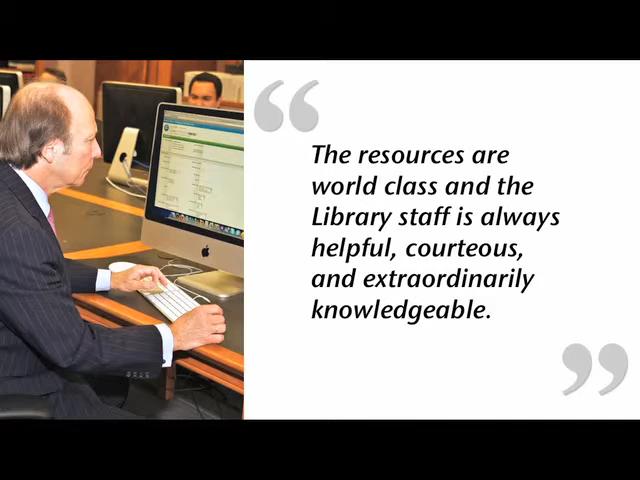 The resources are
world class and the
Library staff is always
helpful, courteous,
and extraordinarily
knowledgeable.